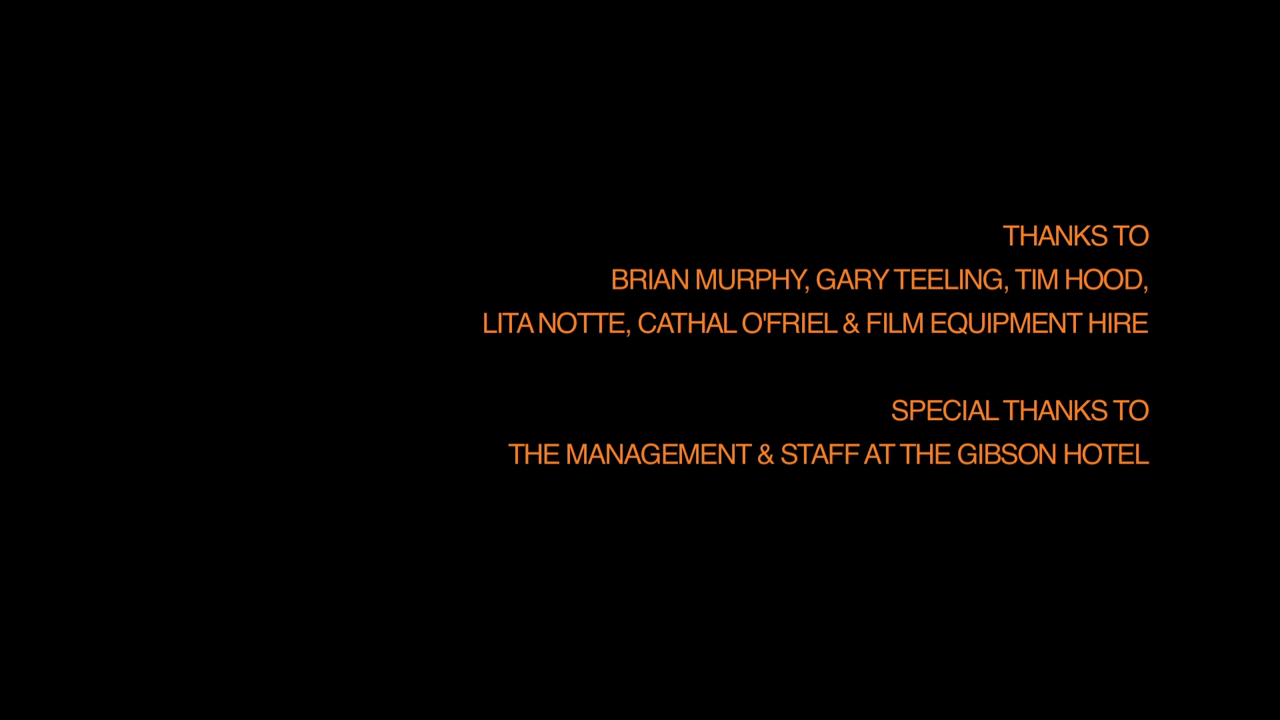 THANKS TO
BRIAN MURPHY, GARY TEELING, TIM HOOD,
LITA NOTTE, CATHAL O'FRIEL & FILM EQUIPMENT HIRE
SPECIAL THANKS TO
THE MANAGEMENT & STAFF AT THE GIBSON HOTEL